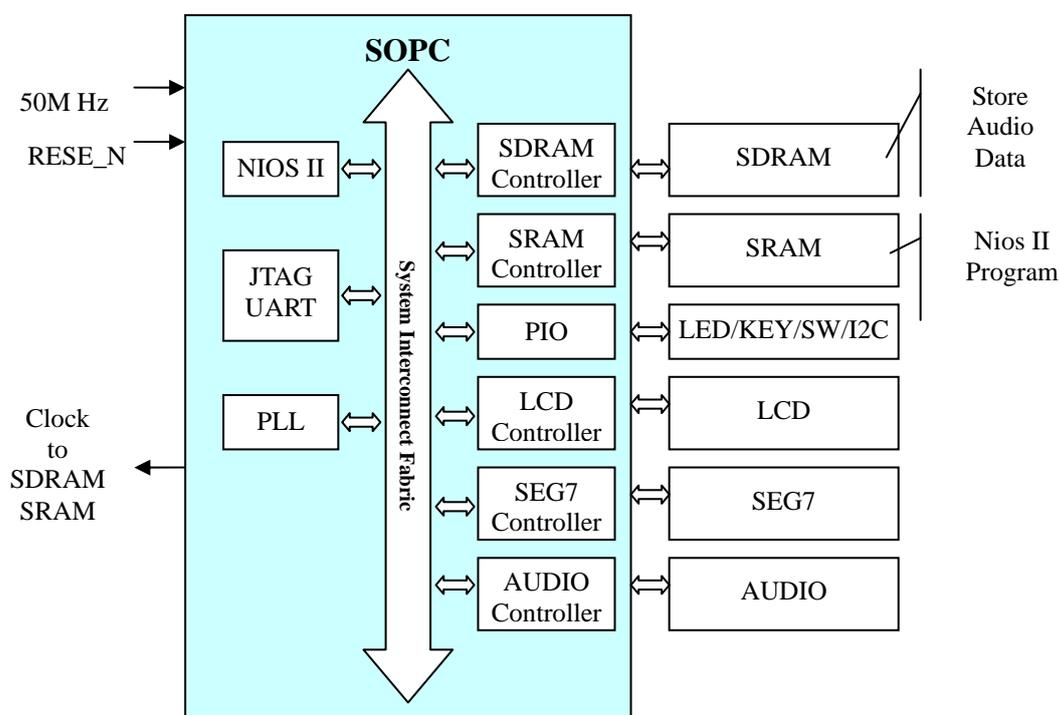 SOPC
50M Hz
RESE_N
NIOS II
JTAG
UART
PLL
Clock
to
SDRAM
SRAM
System Interconnect Fabric
SDRAM
Controller
SRAM
Controller
PIO
LCD
Controller
SEG7
Controller
AUDIO
Controller
SDRAM
SRAM
LED/KEY/SW/I2C
LCD
SEG7
AUDIO
Store
Audio
Data
Nios II
Program